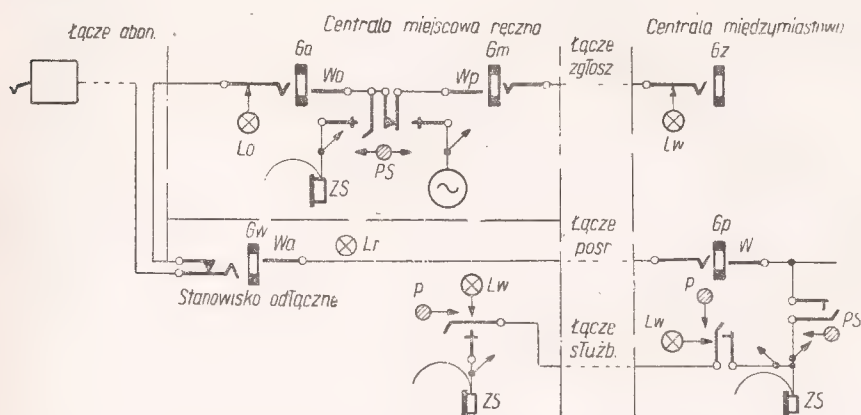 Łącze abon.
Centrala miejscowa ręczna
Łącze zgłosz
Centrala międzymiastowa
Ga
Gm
Gz
Wo
Wp
Lo
PS
ZS
Lw
Gw
Wa
Lr
Łącze posr
Gp
W
Stanowisko odłączne
P
Lw
Łącze służb.
P
Lw
PS
ZS
ZS